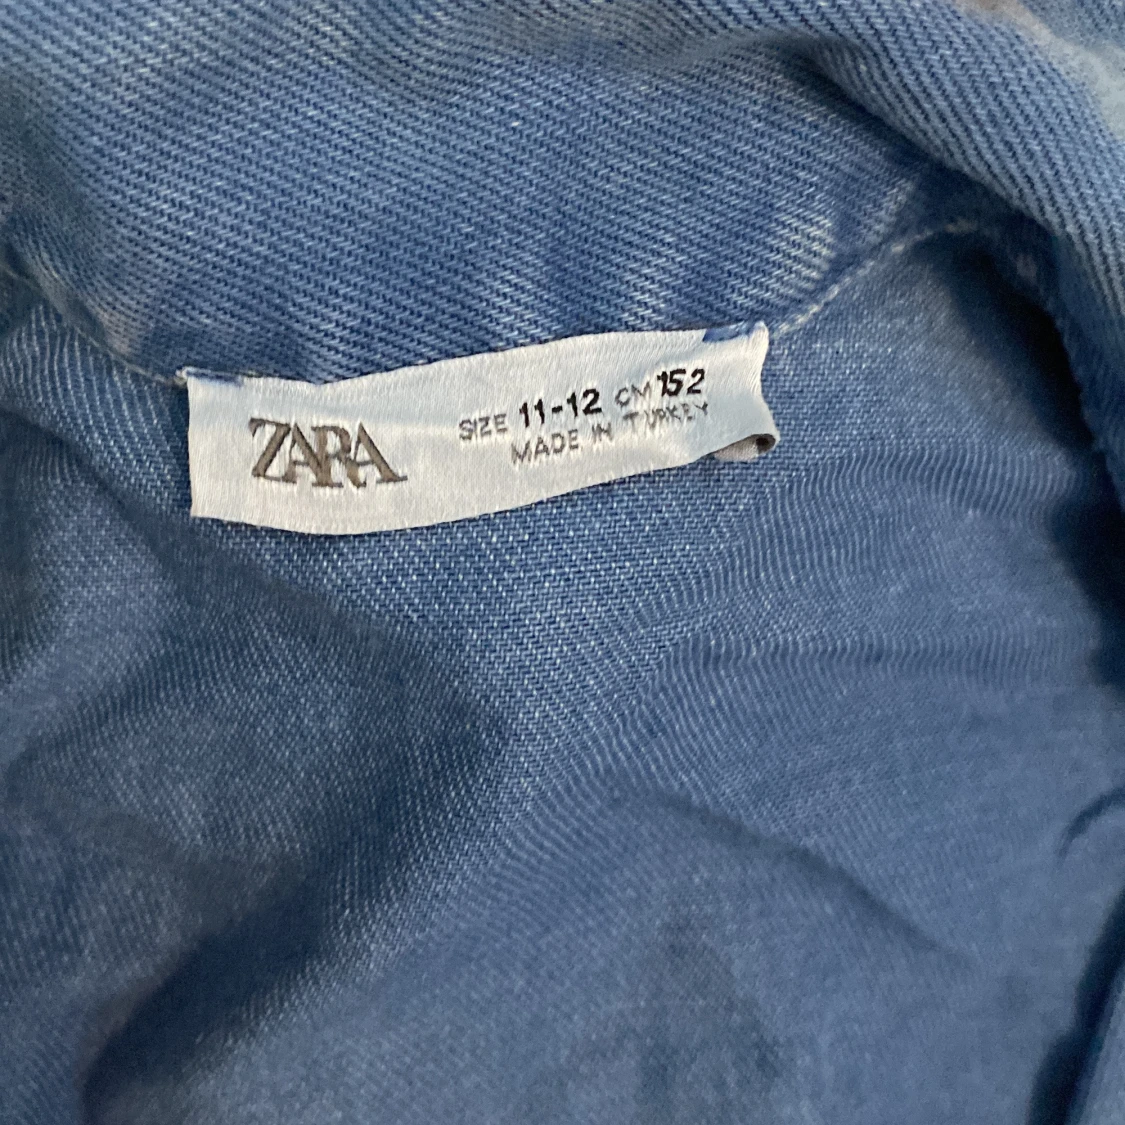 ZARA
SIZE 11-12 CM 152
MADE IN TURKEY